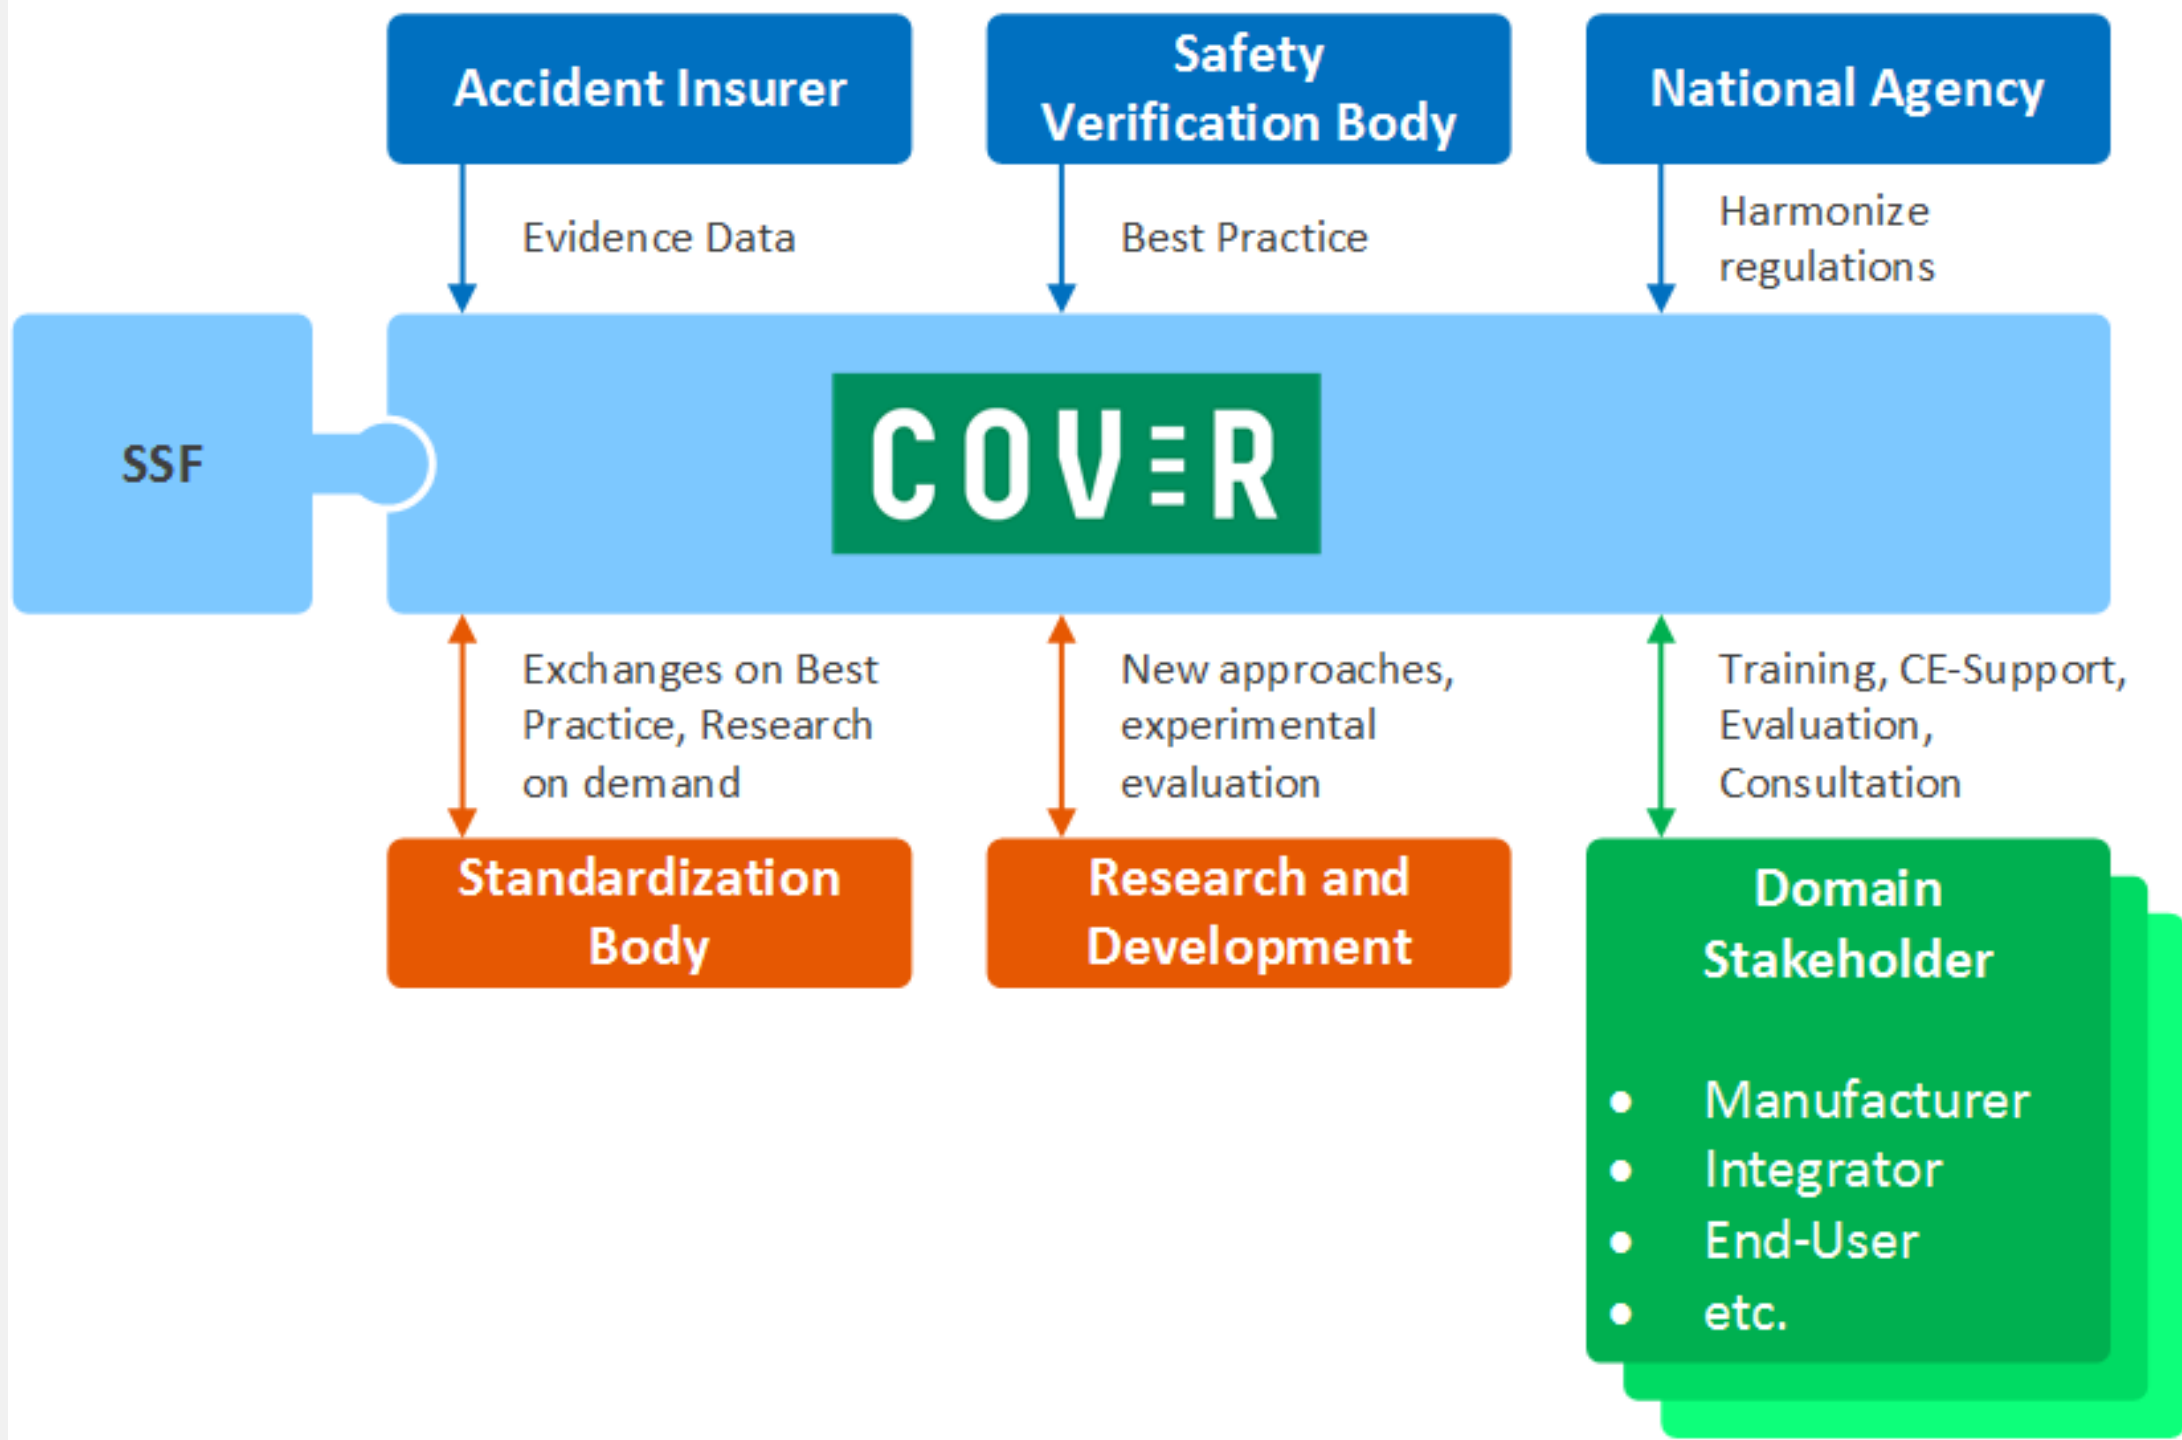 Accident Insurer
Safety
Verification Body
National Agency
Evidence Data
Best Practice
Harmonize
regulations
SSF
COVER
Exchanges on Best
Practice, Research
on demand
New approaches,
experimental
evaluation
Training, CE-Support,
Evaluation,
Consultation
Standardization
Body
Research and
Development
Domain
Stakeholder
• Manufacturer
• Integrator
• End-User
• etc.